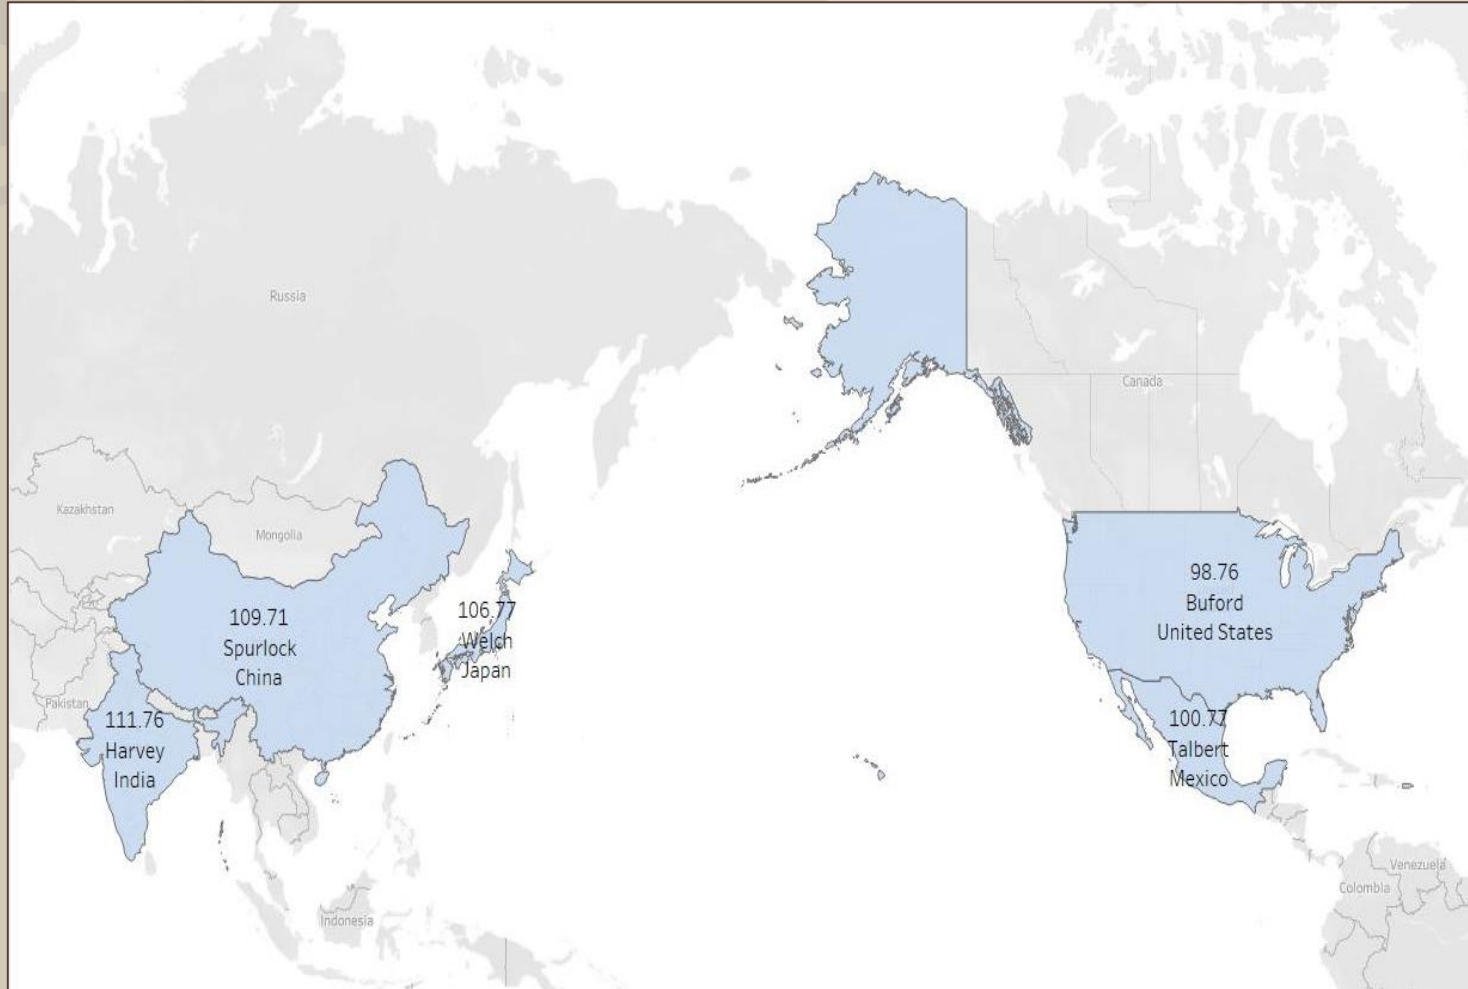 Russia
Canada
Kazakhstan
Mongolia
98.76
Buford
United States
109.71
Spurlock
China
106.77
Welch
Japan
Pakistan
111.76
Harvey
India
100.77
Talbert
Mexico
Venezuela
Colombia
Indonesia